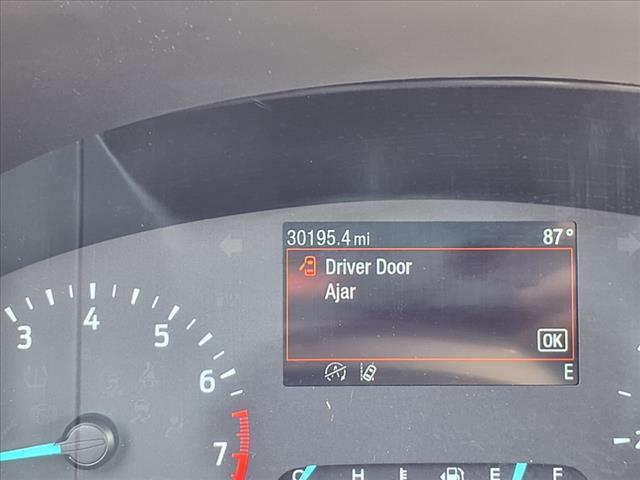 30195.4 mi 87°
Driver Door
Ajar
OK
E
3 4 5 6 7
C H E F